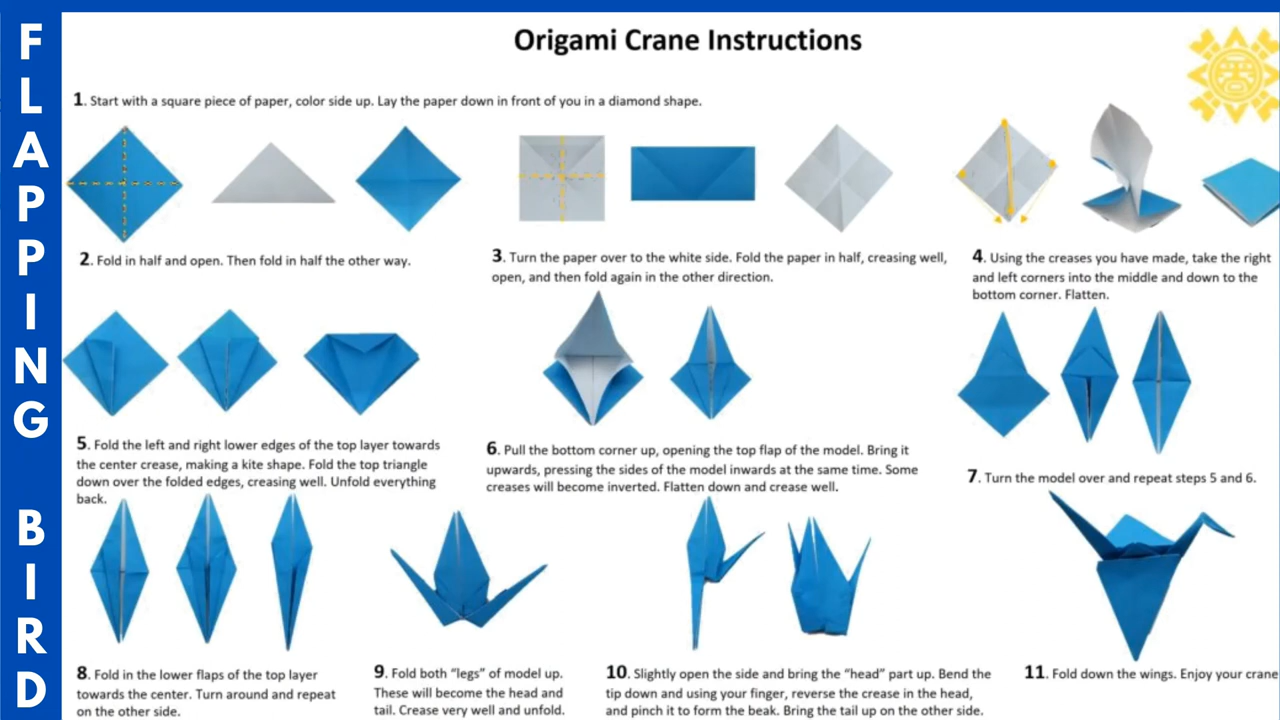 FLAPPING BIRD
Origami Crane Instructions
1. Start with a square piece of paper, color side up. Lay the paper down in front of you in a diamond shape.
2. Fold in half and open. Then fold in half the other way.
3. Turn the paper over to the white side. Fold the paper in half, creasing well,
open, and then fold again in the other direction.
4. Using the creases you have made, take the right
and left corners into the middle and down to the
bottom corner. Flatten.
5. Fold the left and right lower edges of the top layer towards
the center crease, making a kite shape. Fold the top triangle
down over the folded edges, creasing well. Unfold everything
back.
6. Pull the bottom corner up, opening the top flap of the model. Bring it
upwards, pressing the sides of the model inwards at the same time. Some
creases will become inverted. Flatten down and crease well.
7. Turn the model over and repeat steps 5 and 6.
8. Fold in the lower flaps of the top layer
towards the center. Turn around and repeat
on the other side.
9. Fold both “legs” of model up.
These will become the head and
tail. Crease very well and unfold.
10. Slightly open the side and bring the “head” part up. Bend the
tip down and using your finger, reverse the crease in the head,
and pinch it to form the beak. Bring the tail up on the other side.
11. Fold down the wings. Enjoy your crane